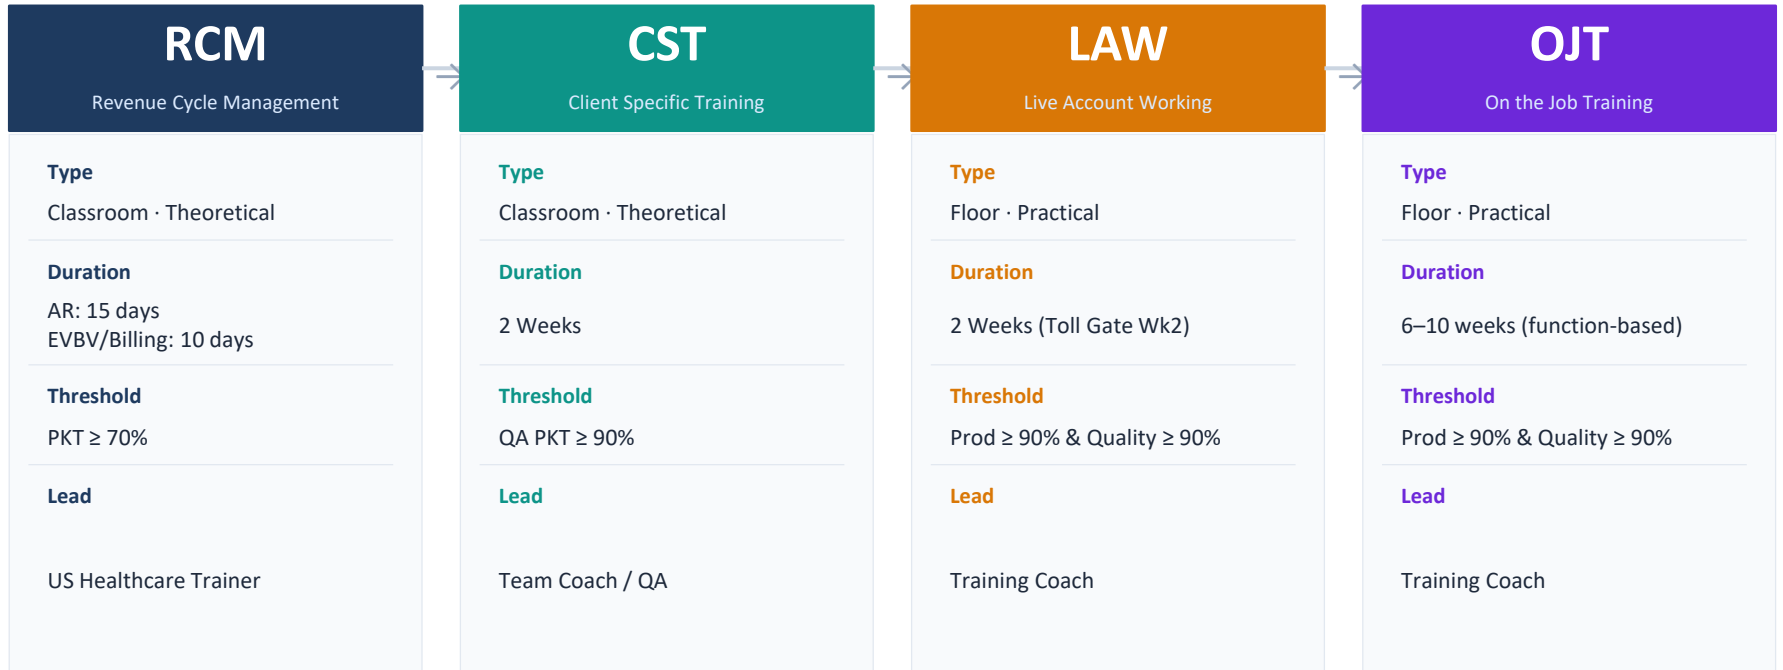 RCM
Revenue Cycle Management
Type
Classroom · Theoretical
Duration
AR: 15 days
EVBV/Billing: 10 days
Threshold
PKT ≥ 70%
Lead
US Healthcare Trainer
CST
Client Specific Training
Type
Classroom · Theoretical
Duration
2 Weeks
Threshold
QA PKT ≥ 90%
Lead
Team Coach / QA
LAW
Live Account Working
Type
Floor · Practical
Duration
2 Weeks (Toll Gate Wk2)
Threshold
Prod ≥ 90% & Quality ≥ 90%
Lead
Training Coach
OJT
On the Job Training
Type
Floor · Practical
Duration
6–10 weeks (function-based)
Threshold
Prod ≥ 90% & Quality ≥ 90%
Lead
Training Coach